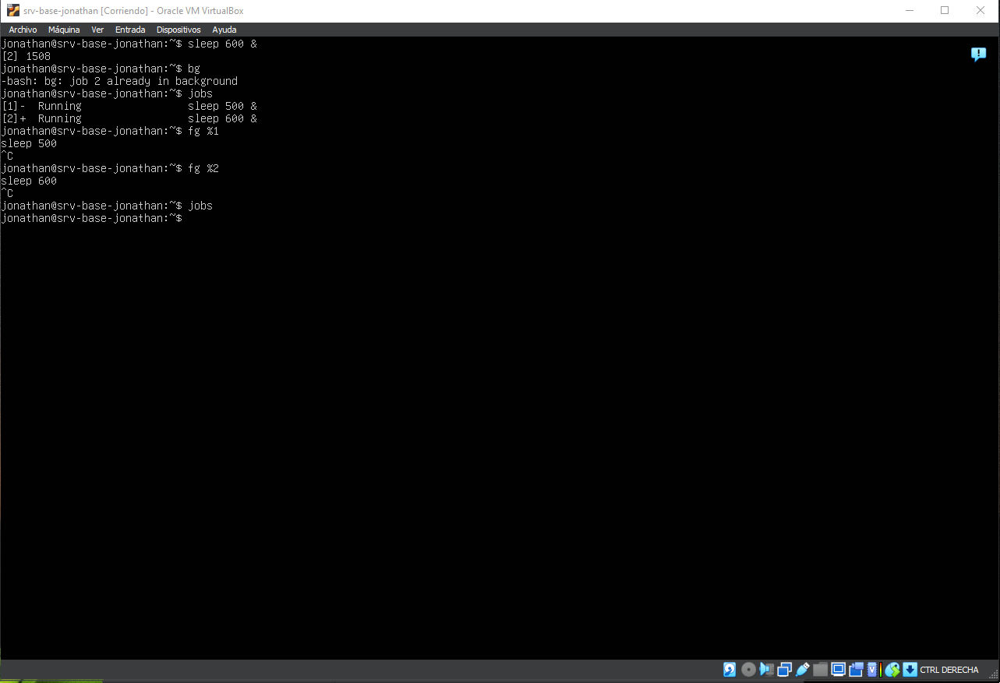 srv-base-jonathan [Corriendo] - Oracle VM VirtualBox
Archivo Máquina Ver Entrada Dispositivos Ayuda
jonathan@srv-base-jonathan:~$ sleep 600 &
[2] 1508
jonathan@srv-base-jonathan:~$ bg
-bash: bg: job 2 already in background
jonathan@srv-base-jonathan:~$ jobs
[1]-  Running                 sleep 500 &
[2]+  Running                 sleep 600 &
jonathan@srv-base-jonathan:~$ fg %1
sleep 500
^C
jonathan@srv-base-jonathan:~$ fg %2
sleep 600
^C
jonathan@srv-base-jonathan:~$ jobs
jonathan@srv-base-jonathan:~$
CTRL DERECHA